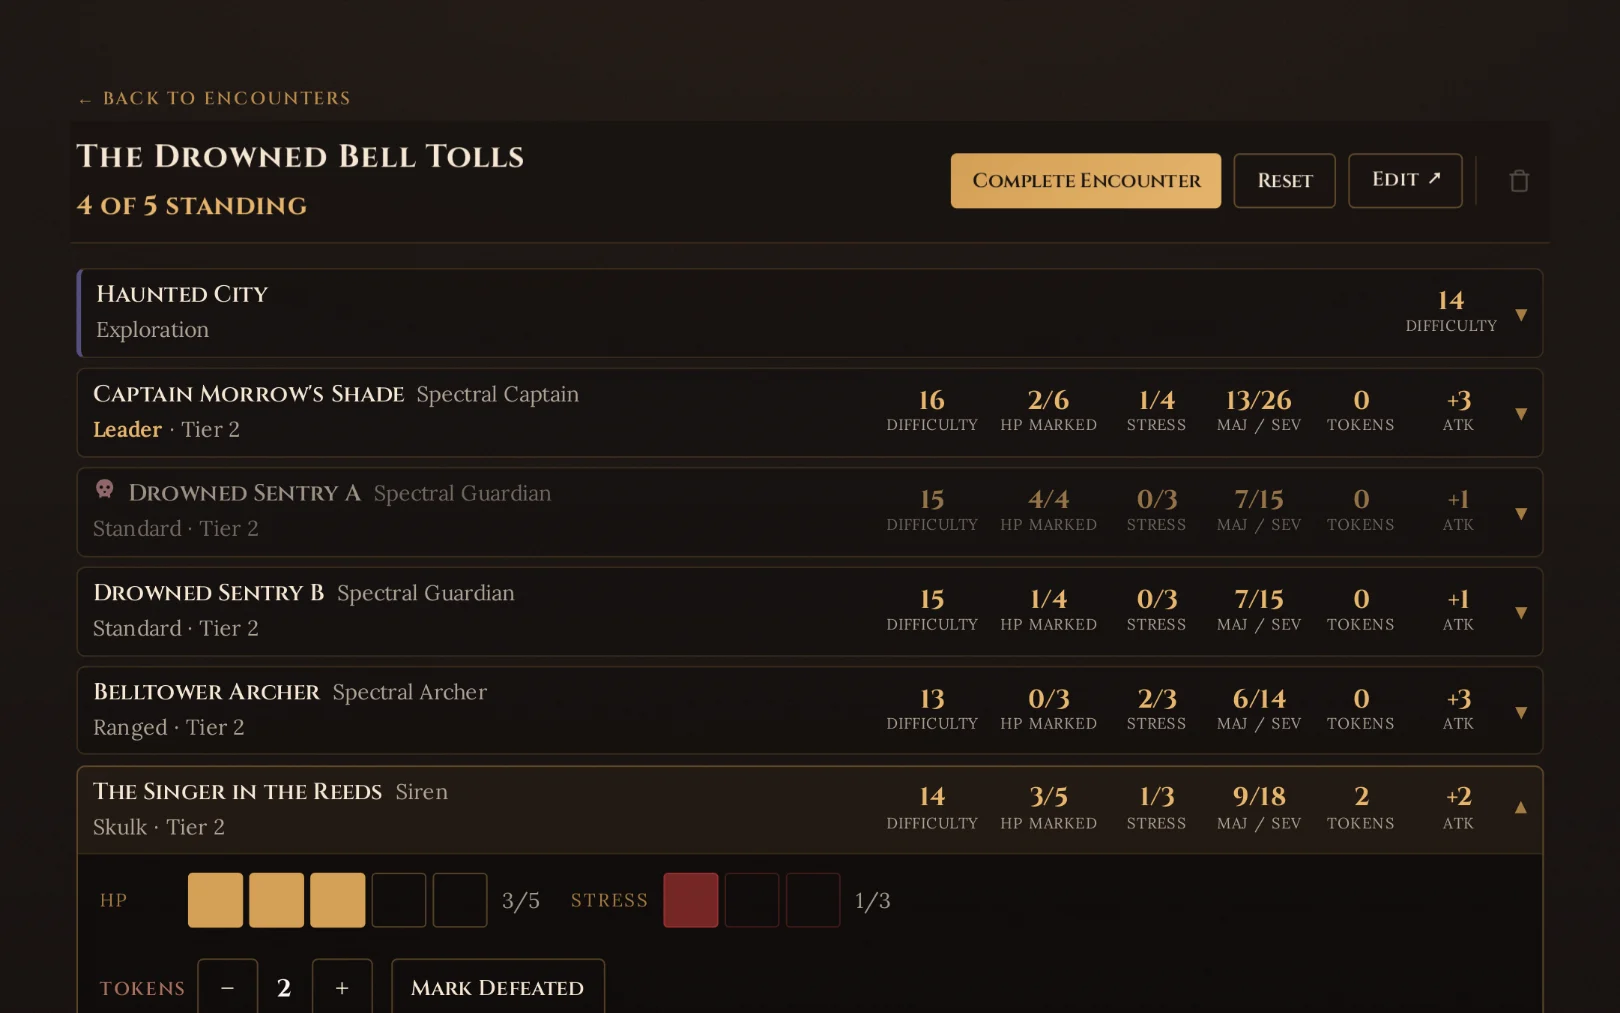 ← BACK TO ENCOUNTERS
THE DROWNED BELL TOLLS
4 OF 5 STANDING
COMPLETE ENCOUNTER
RESET
EDIT ↗
HAUNTED CITY
Exploration
14
DIFFICULTY
▼
CAPTAIN MORROW'S SHADE Spectral Captain
Leader · Tier 2
16 2/6 1/4 13/26 0 +3
DIFFICULTY HP MARKED STRESS MAJ / SEV TOKENS ATK
▼
DROWNED SENTRY A Spectral Guardian
Standard · Tier 2
15 4/4 0/3 7/15 0 +1
DIFFICULTY HP MARKED STRESS MAJ / SEV TOKENS ATK
▼
DROWNED SENTRY B Spectral Guardian
Standard · Tier 2
15 1/4 0/3 7/15 0 +1
DIFFICULTY HP MARKED STRESS MAJ / SEV TOKENS ATK
▼
BELLTOWER ARCHER Spectral Archer
Ranged · Tier 2
13 0/3 2/3 6/14 0 +3
DIFFICULTY HP MARKED STRESS MAJ / SEV TOKENS ATK
▼
THE SINGER IN THE REEDS Siren
Skulk · Tier 2
14 3/5 1/3 9/18 2 +2
DIFFICULTY HP MARKED STRESS MAJ / SEV TOKENS ATK
▲
HP 3/5 STRESS 1/3
TOKENS − 2 + MARK DEFEATED